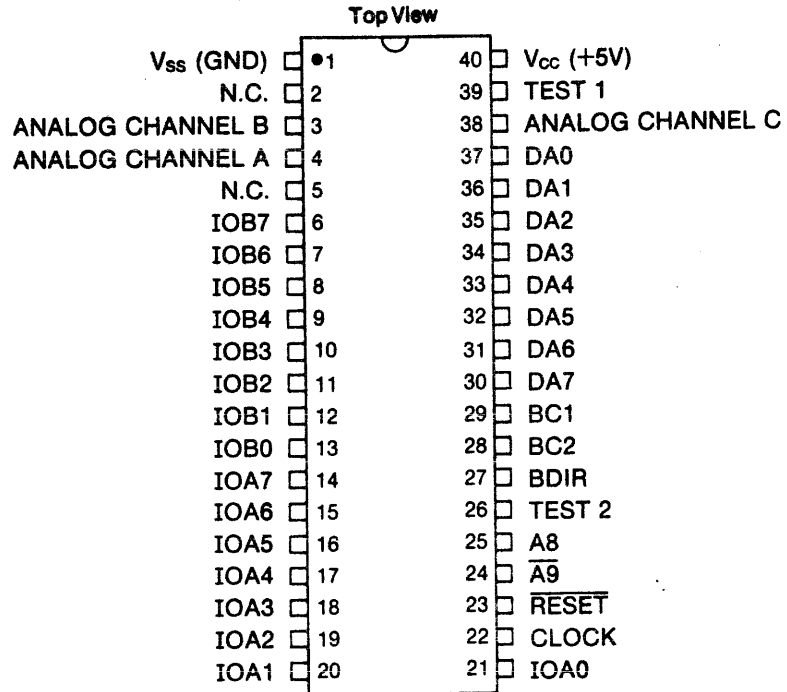 Top View
Vss (GND) 1 40 Vcc (+5V)
N.C. 2 39 TEST 1
ANALOG CHANNEL B 3 38 ANALOG CHANNEL C
ANALOG CHANNEL A 4 37 DA0
N.C. 5 36 DA1
IOB7 6 35 DA2
IOB6 7 34 DA3
IOB5 8 33 DA4
IOB4 9 32 DA5
IOB3 10 31 DA6
IOB2 11 30 DA7
IOB1 12 29 BC1
IOB0 13 28 BC2
IOA7 14 27 BDIR
IOA6 15 26 TEST 2
IOA5 16 25 A8
IOA4 17 24 A̅9̅
IOA3 18 23 R̅E̅S̅E̅T̅
IOA2 19 22 CLOCK
IOA1 20 21 IOA0